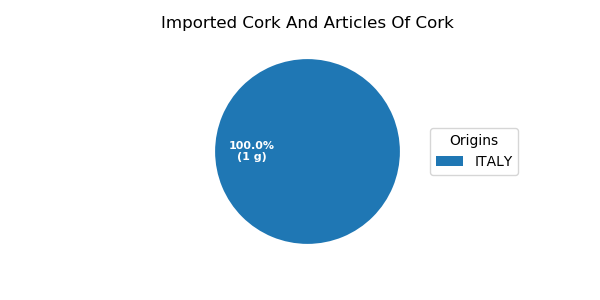 Imported Cork And Articles Of Cork
100.0%
(1 g)
Origins
ITALY